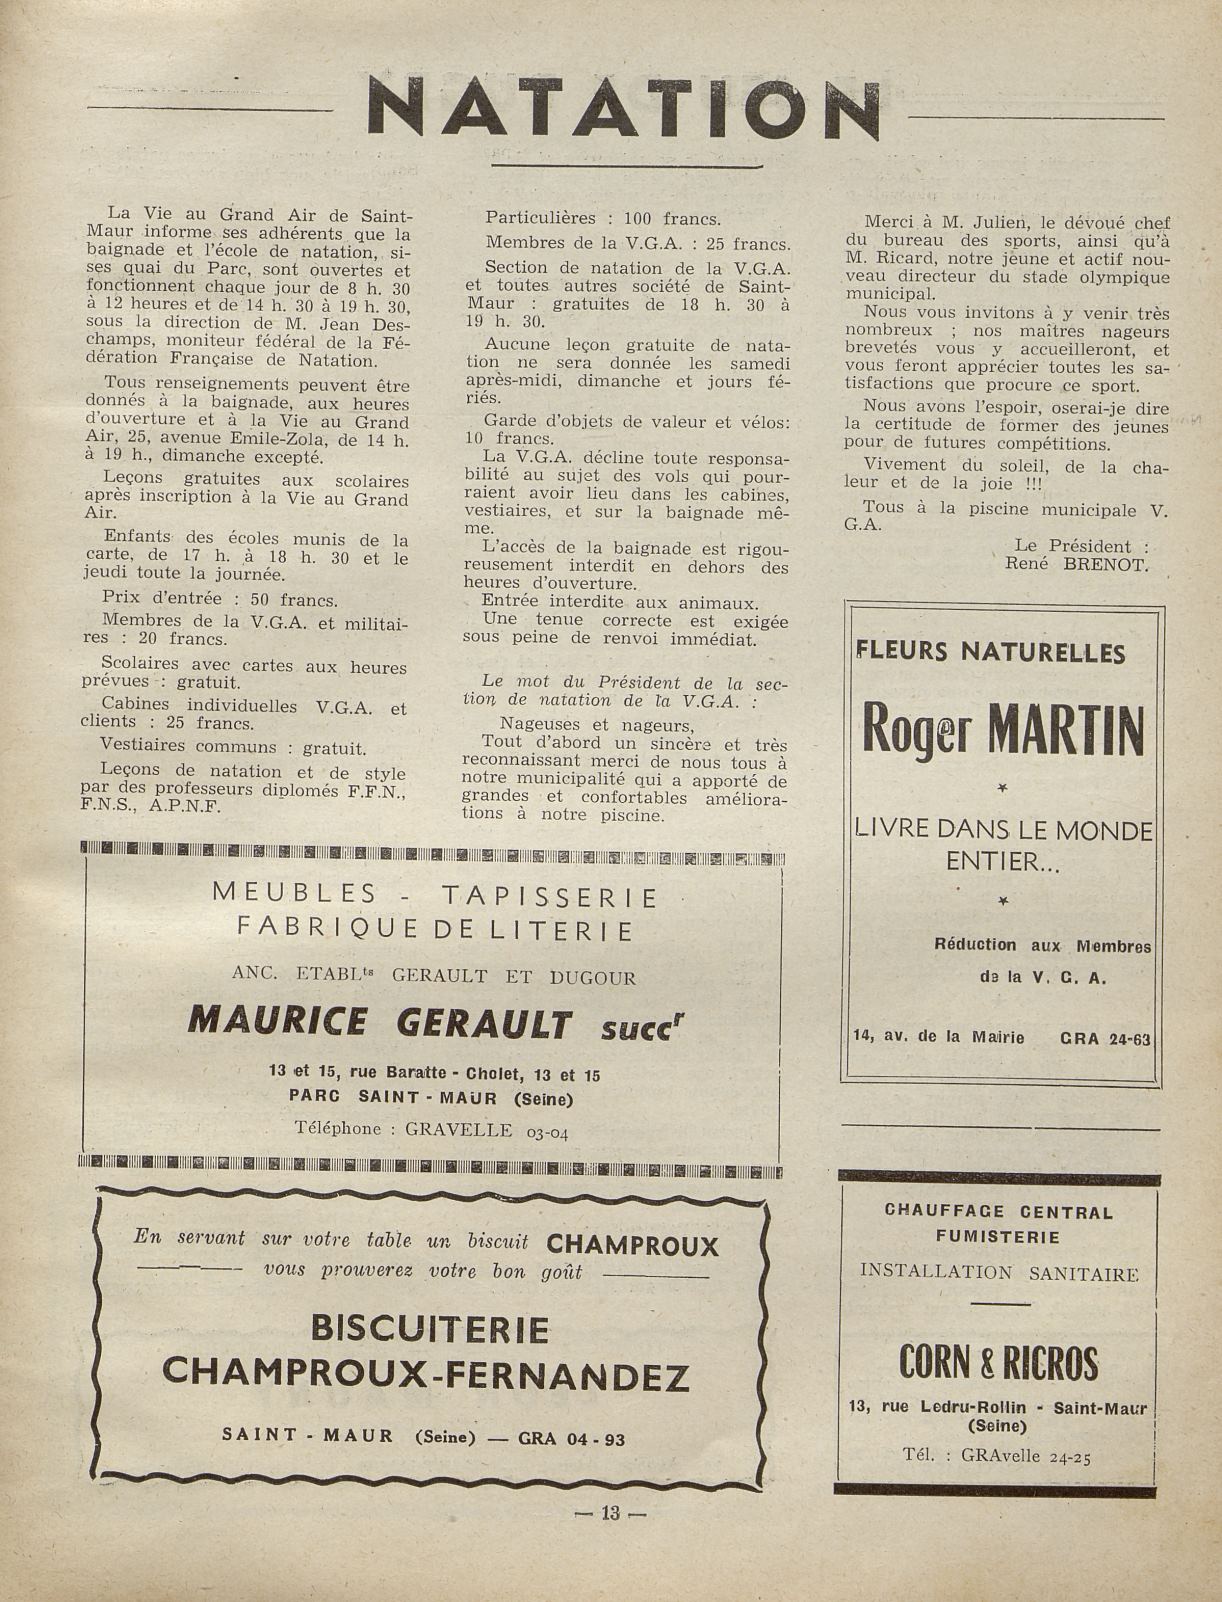 NATATION
La Vie au Grand Air de Saint-
Maur informe ses adhérents que la
baignade et l'école de natation, si-
ses quai du Parc, sont ouvertes et
fonctionnent chaque jour de 8 h. 30
à 12 heures et de 14 h. 30 à 19 h. 30,
sous la direction de M. Jean Des-
champs, moniteur fédéral de la Fé-
dération Française de Natation.
Tous renseignements peuvent être
donnés à la baignade, aux heures
d'ouverture et à la Vie au Grand
Air, 25, avenue Emile-Zola, de 14 h.
à 19 h., dimanche excepté.
Leçons gratuites aux scolaires
après inscription à la Vie au Grand
Air.
Enfants des écoles munis de la
carte, de 17 h. à 18 h. 30 et le
jeudi toute la journée.
Prix d'entrée : 50 francs.
Membres de la V.G.A. et militai-
res : 20 francs.
Scolaires avec cartes aux heures
prévues : gratuit.
Cabines individuelles V.G.A. et
clients : 25 francs.
Vestiaires communs : gratuit.
Leçons de natation et de style
par des professeurs diplomés F.F.N.,
F.N.S., A.P.N.F.
Particulières : 100 francs.
Membres de la V.G.A. : 25 francs.
Section de natation de la V.G.A.
et toutes autres société de Saint-
Maur : gratuites de 18 h. 30 à
19 h. 30.
Aucune leçon gratuite de nata-
tion ne sera donnée les samedi
après-midi, dimanche et jours fé-
riés.
Garde d'objets de valeur et vélos:
10 francs.
La V.G.A. décline toute responsa-
bilité au sujet des vols qui pour-
raient avoir lieu dans les cabines,
vestiaires, et sur la baignade mê-
me.
L'accès de la baignade est rigou-
reusement interdit en dehors des
heures d'ouverture.
Entrée interdite aux animaux.
Une tenue correcte est exigée
sous peine de renvoi immédiat.
Le mot du Président de la sec-
tion de natation de la V.G.A. :
Nageuses et nageurs,
Tout d'abord un sincère et très
reconnaissant merci de nous tous à
notre municipalité qui a apporté de
grandes et confortables améliora-
tions à notre piscine.
Merci à M. Julien, le dévoué chef
du bureau des sports, ainsi qu'à
M. Ricard, notre jeune et actif nou-
veau directeur du stade olympique
municipal.
Nous vous invitons à y venir très
nombreux ; nos maîtres nageurs
brevetés vous y accueilleront, et
vous feront apprécier toutes les sa-
tisfactions que procure ce sport.
Nous avons l'espoir, oserai-je dire
la certitude de former des jeunes
pour de futures compétitions.
Vivement du soleil, de la cha-
leur et de la joie !!!
Tous à la piscine municipale V.
G.A.
Le Président :
René BRENOT.
MEUBLES - TAPISSERIE
FABRIQUE DE LITERIE
ANC. ETABLts GERAULT ET DUGOUR
MAURICE GERAULT succr
13 et 15, rue Baratte - Cholet, 13 et 15
PARC SAINT - MAUR (Seine)
Téléphone : GRAVELLE 03-04
En servant sur votre table un biscuit CHAMPROUX
vous prouverez votre bon goût
BISCUITERIE
CHAMPROUX-FERNANDEZ
SAINT - MAUR (Seine) — GRA 04 - 93
FLEURS NATURELLES
Roger MARTIN
*
LIVRE DANS LE MONDE
ENTIER...
*
Réduction aux Membres
de la V. G. A.
14, av. de la Mairie GRA 24-63
CHAUFFAGE CENTRAL
FUMISTERIE
INSTALLATION SANITAIRE
CORN & RICROS
13, rue Ledru-Rollin - Saint-Maur
(Seine)
Tél. : GRAvelle 24-25
— 13 —